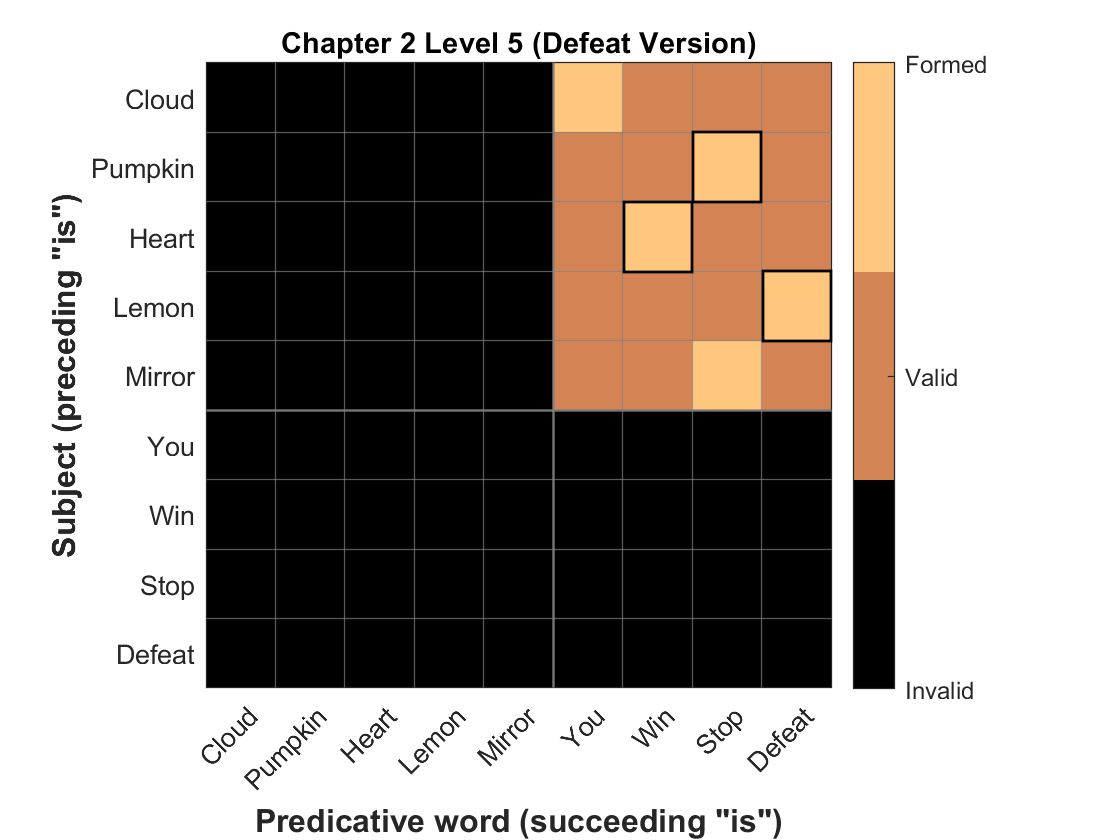 Chapter 2 Level 5 (Defeat Version)
Subject (preceding "is")
Cloud
Pumpkin
Heart
Lemon
Mirror
You
Win
Stop
Defeat
Cloud
Pumpkin
Heart
Lemon
Mirror
You
Win
Stop
Defeat
Predicative word (succeeding "is")
Formed
Valid
Invalid